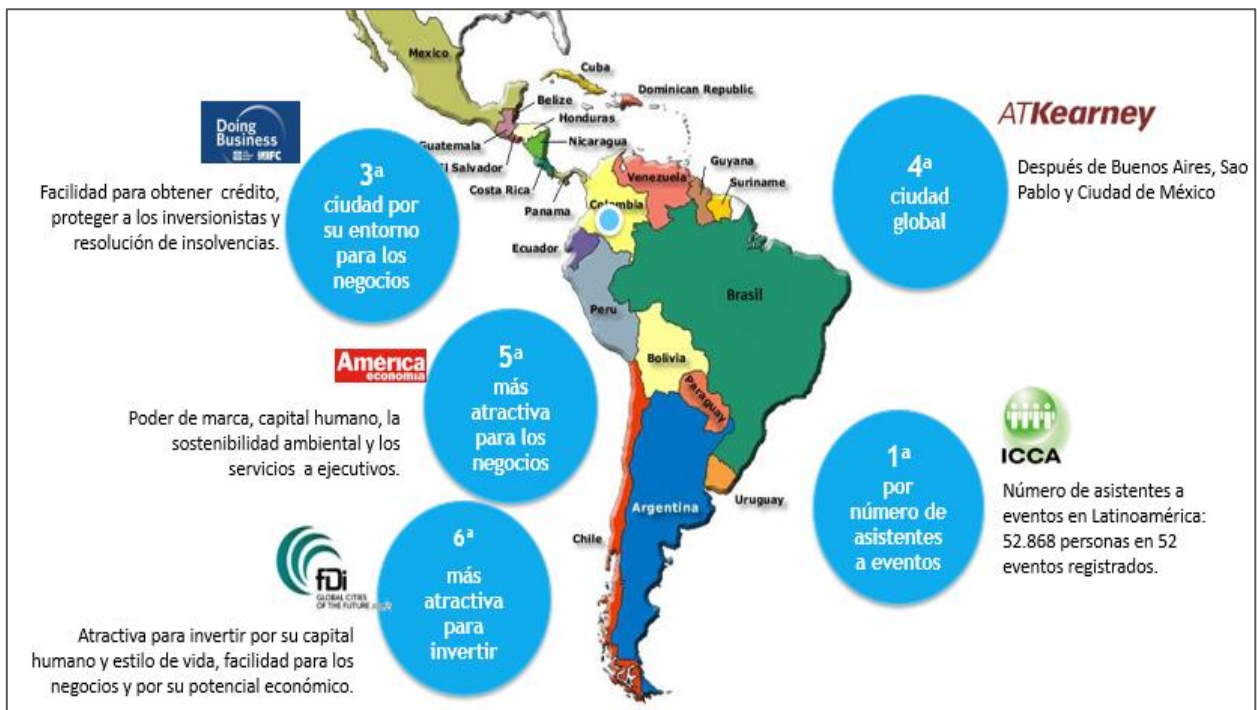 Mexico
Cuba
Dominican Republic
Belize
Honduras
Guatemala
El Salvador
Nicaragua
Costa Rica
Panama
Venezuela
Guyana
Suriname
Colombia
Ecuador
Peru
Brasil
Bolivia
Paraguay
Argentina
Uruguay
Chile
Doing
Business
IFC
Facilidad para obtener crédito,
proteger a los inversionistas y
resolución de insolvencias.
3ª
ciudad por
su entorno
para los
negocios
América
economía
Poder de marca, capital humano, la
sostenibilidad ambiental y los
servicios a ejecutivos.
5ª
más
atractiva
para los
negocios
fDi
GLOBAL CITIES
OF THE FUTURE
Atractiva para invertir por su capital
humano y estilo de vida, facilidad para los
negocios y por su potencial económico.
6ª
más
atractiva
para
invertir
4ª
ciudad
global
ATKearney
Después de Buenos Aires, Sao
Pablo y Ciudad de México
1ª
por
número de
asistentes
a eventos
ICCA
Número de asistentes a
eventos en Latinoamérica:
52.868 personas en 52
eventos registrados.